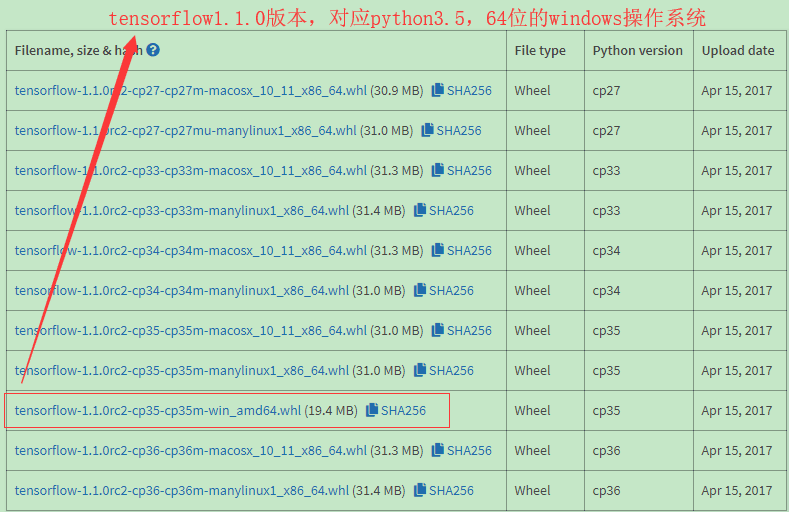 tensorflow1.1.0版本，对应python3.5，64位的windows操作系统
Filename, size & hash ? File type Python version Upload date
tensorflow-1.1.0rc2-cp27-cp27m-macosx_10_11_x86_64.whl (30.9 MB) SHA256 Wheel cp27 Apr 15, 2017
tensorflow-1.1.0rc2-cp27-cp27mu-manylinux1_x86_64.whl (31.0 MB) SHA256 Wheel cp27 Apr 15, 2017
tensorflow-1.1.0rc2-cp33-cp33m-macosx_10_11_x86_64.whl (31.3 MB) SHA256 Wheel cp33 Apr 15, 2017
tensorflow-1.1.0rc2-cp33-cp33m-manylinux1_x86_64.whl (31.4 MB) SHA256 Wheel cp33 Apr 15, 2017
tensorflow-1.1.0rc2-cp34-cp34m-macosx_10_11_x86_64.whl (31.3 MB) SHA256 Wheel cp34 Apr 15, 2017
tensorflow-1.1.0rc2-cp34-cp34m-manylinux1_x86_64.whl (31.0 MB) SHA256 Wheel cp34 Apr 15, 2017
tensorflow-1.1.0rc2-cp35-cp35m-macosx_10_11_x86_64.whl (31.0 MB) SHA256 Wheel cp35 Apr 15, 2017
tensorflow-1.1.0rc2-cp35-cp35m-manylinux1_x86_64.whl (31.0 MB) SHA256 Wheel cp35 Apr 15, 2017
tensorflow-1.1.0rc2-cp35-cp35m-win_amd64.whl (19.4 MB) SHA256 Wheel cp35 Apr 15, 2017
tensorflow-1.1.0rc2-cp36-cp36m-macosx_10_11_x86_64.whl (31.3 MB) SHA256 Wheel cp36 Apr 15, 2017
tensorflow-1.1.0rc2-cp36-cp36m-manylinux1_x86_64.whl (31.4 MB) SHA256 Wheel cp36 Apr 15, 2017